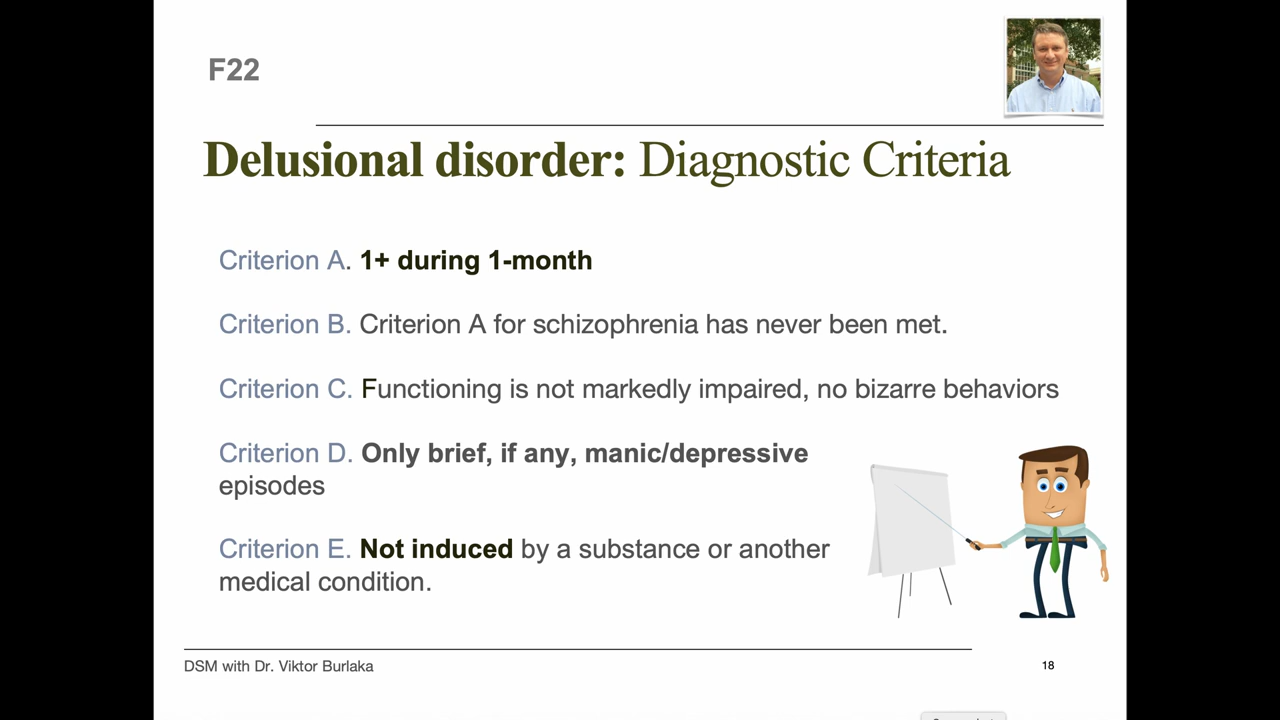 F22
Delusional disorder: Diagnostic Criteria
Criterion A. 1+ during 1-month
Criterion B. Criterion A for schizophrenia has never been met.
Criterion C. Functioning is not markedly impaired, no bizarre behaviors
Criterion D. Only brief, if any, manic/depressive
episodes
Criterion E. Not induced by a substance or another
medical condition.
DSM with Dr. Viktor Burlaka
18